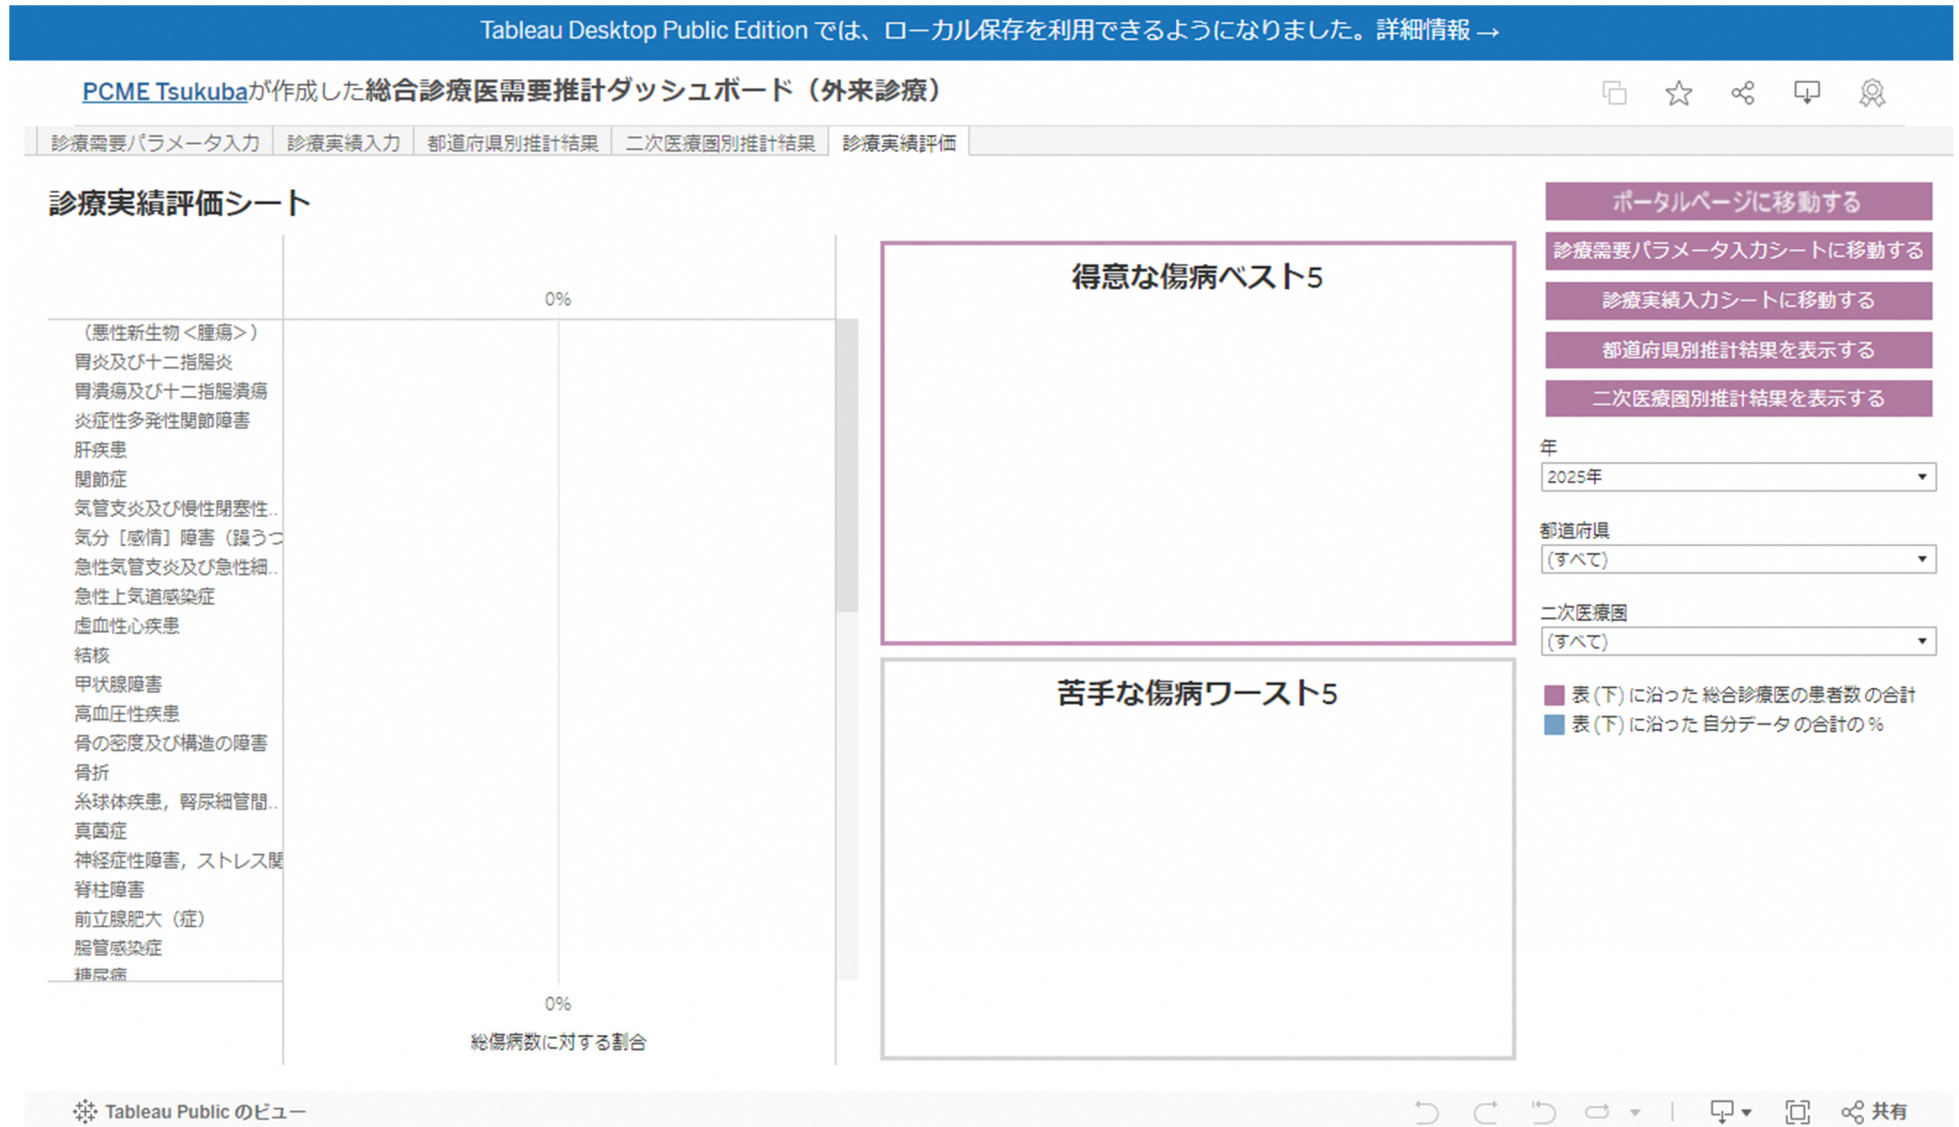 Tableau Desktop Public Edition では、ローカル保存を利用できるようになりました。詳細情報 →
PCME Tsukubaが作成した総合診療医需要推計ダッシュボード（外来診療）
診療需要パラメータ入力
診療実績入力
都道府県別推計結果
二次医療圏別推計結果
診療実績評価
診療実績評価シート
0%
（悪性新生物＜腫瘍＞）
胃炎及び十二指腸炎
胃潰瘍及び十二指腸潰瘍
炎症性多発性関節障害
肝疾患
関節症
気管支炎及び慢性閉塞性..
気分［感情］障害（躁うつ
急性気管支炎及び急性細..
急性上気道感染症
虚血性心疾患
結核
甲状腺障害
高血圧性疾患
骨の密度及び構造の障害
骨折
糸球体疾患，腎尿細管間..
真菌症
神経症性障害，ストレス関
脊柱障害
前立腺肥大（症）
腸管感染症
糖尿病
0%
総傷病数に対する割合
得意な傷病ベスト5
苦手な傷病ワースト5
ポータルページに移動する
診療需要パラメータ入力シートに移動する
診療実績入力シートに移動する
都道府県別推計結果を表示する
二次医療圏別推計結果を表示する
年
2025年
都道府県
(すべて)
二次医療圏
(すべて)
表 (下) に沿った 総合診療医の患者数 の合計
表 (下) に沿った 自分データ の合計の %
Tableau Public のビュー
共有